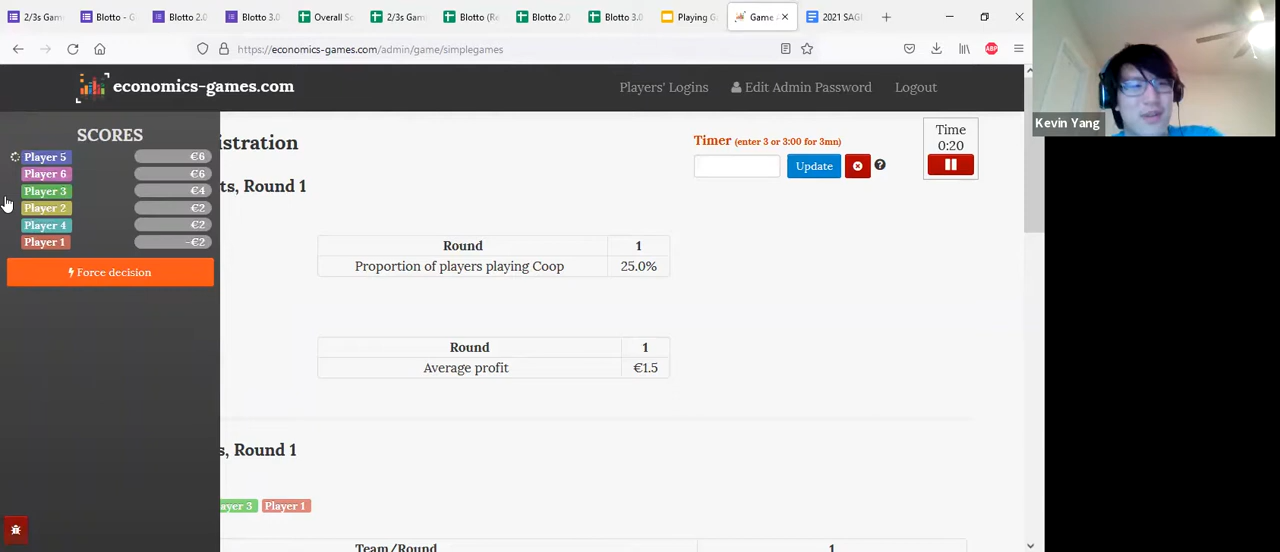 2/3s Gam
Blotto - G
Blotto 2.0
Blotto 3.0
Overall Sc
2/3s Gam
Blotto (Re
Blotto 2.0
Blotto 3.0
Playing G
Game -
2021 SAGI
https://economics-games.com/admin/game/simplegames
ABP
economics-games.com
Players' Logins
Edit Admin Password
Logout
Kevin Yang
SCORES
Player 5 €6
Player 6 €6
Player 3 €4
Player 2 €2
Player 4 €2
Player 1 -€2
Force decision
istration
Timer (enter 3 or 3:00 for 3mn)
Update
Time
0:20
ts, Round 1
Round 1
Proportion of players playing Coop 25.0%
Round 1
Average profit €1.5
s, Round 1
ayer 3 Player 1
Team/Round 1